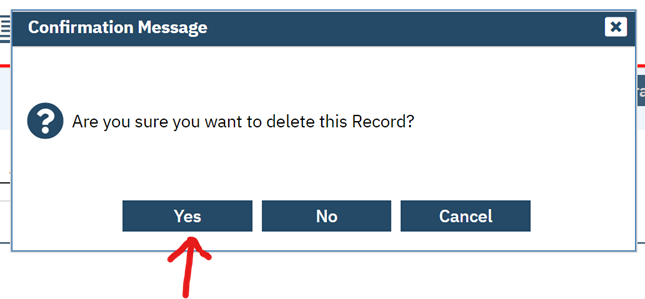 Confirmation Message
Are you sure you want to delete this Record?
Yes No Cancel